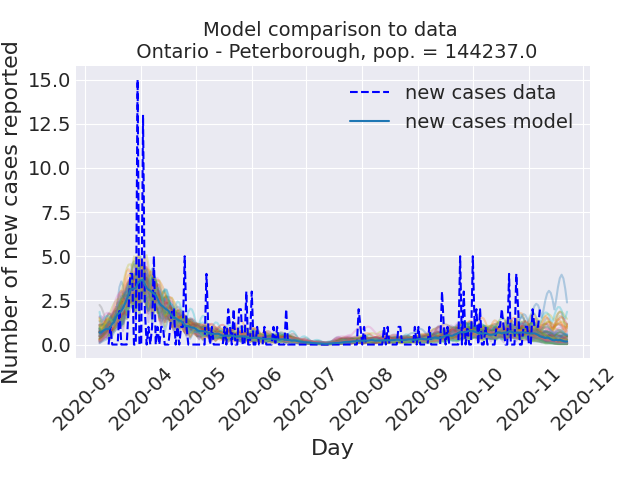 Model comparison to data
Ontario - Peterborough, pop. = 144237.0
Number of new cases reported
15.0
12.5
10.0
7.5
5.0
2.5
0.0
new cases data
new cases model
2020-03
2020-04
2020-05
2020-06
2020-07
2020-08
2020-09
2020-10
2020-11
2020-12
Day